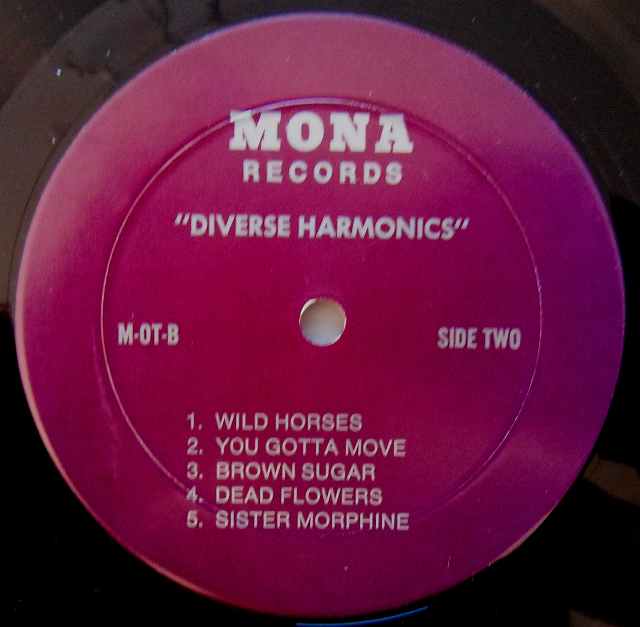 MONA
RECORDS
"DIVERSE HARMONICS"
M-OT-B SIDE TWO
1. WILD HORSES
2. YOU GOTTA MOVE
3. BROWN SUGAR
4. DEAD FLOWERS
5. SISTER MORPHINE